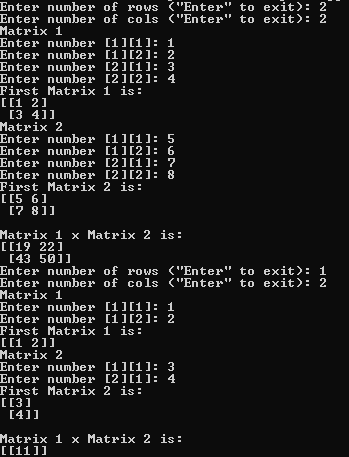 Enter number of rows ("Enter" to exit): 2
Enter number of cols ("Enter" to exit): 2
Matrix 1
Enter number [1][1]: 1
Enter number [1][2]: 2
Enter number [2][1]: 3
Enter number [2][2]: 4
First Matrix 1 is:
[[1 2]
 [3 4]]
Matrix 2
Enter number [1][1]: 5
Enter number [1][2]: 6
Enter number [2][1]: 7
Enter number [2][2]: 8
First Matrix 2 is:
[[5 6]
 [7 8]]
Matrix 1 x Matrix 2 is:
[[19 22]
 [43 50]]
Enter number of rows ("Enter" to exit): 1
Enter number of cols ("Enter" to exit): 2
Matrix 1
Enter number [1][1]: 1
Enter number [1][2]: 2
First Matrix 1 is:
[[1 2]]
Matrix 2
Enter number [1][1]: 3
Enter number [2][1]: 4
First Matrix 2 is:
[[3]
 [4]]
Matrix 1 x Matrix 2 is:
[[11]]